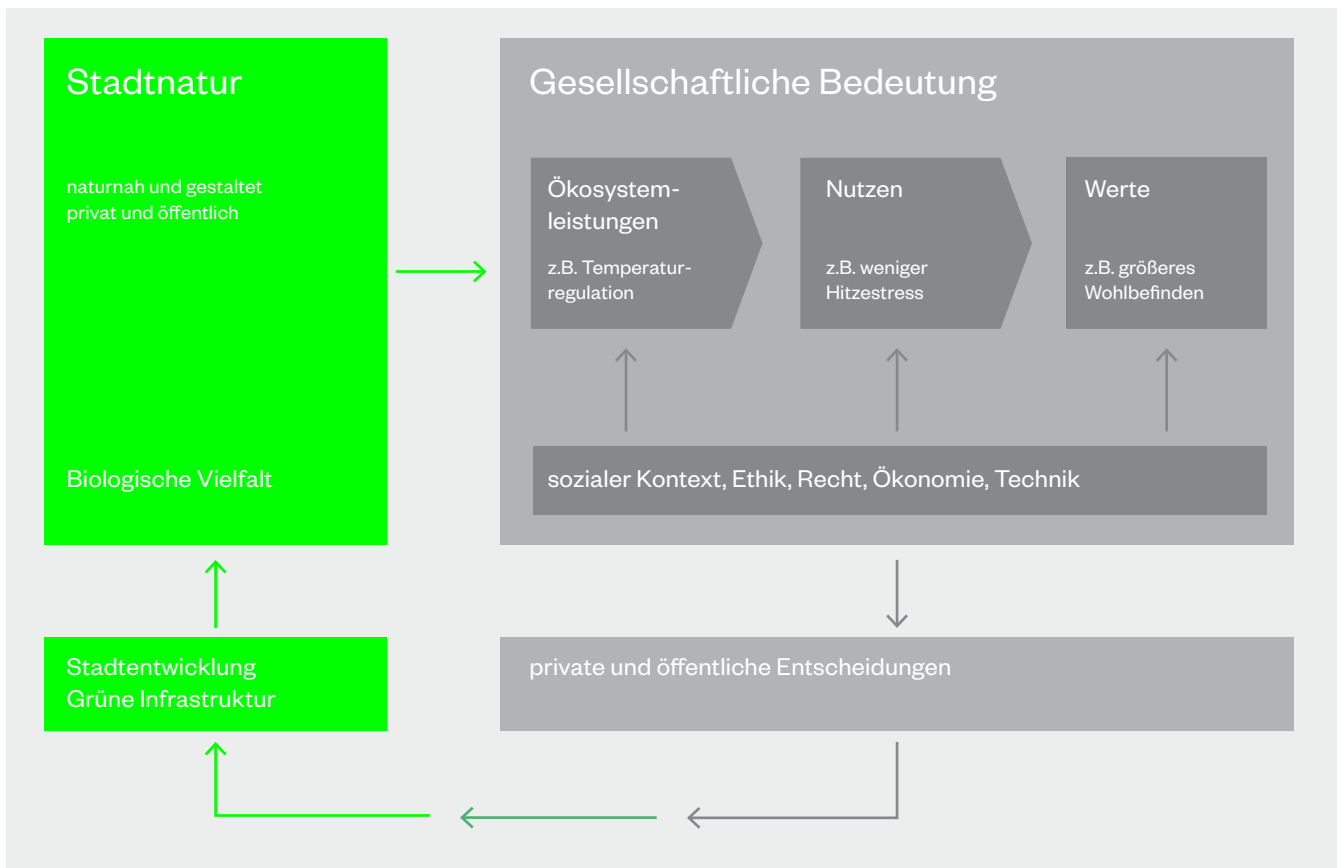 Stadtnatur
naturnah und gestaltet
privat und öffentlich
Biologische Vielfalt
Gesellschaftliche Bedeutung
Ökosystem-
leistungen
z.B. Temperatur-
regulation
Nutzen
z.B. weniger
Hitzestress
Werte
z.B. größeres
Wohlbefinden
sozialer Kontext, Ethik, Recht, Ökonomie, Technik
Stadtentwicklung
Grüne Infrastruktur
private und öffentliche Entscheidungen